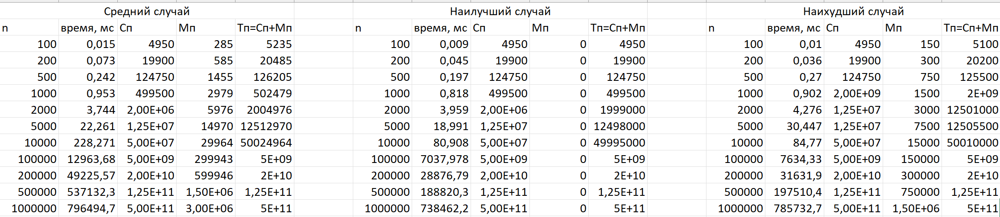 Средний случай Наилучший случай Наихудший случай
n время, мс Сп Мп Тп=Сп+Мп n время, мс Сп Мп Тп=Сп+Мп n время, мс Сп Мп Тп=Сп+Мп
100 0,015 4950 285 5235 100 0,009 4950 0 4950 100 0,01 4950 150 5100
200 0,073 19900 585 20485 200 0,045 19900 0 19900 200 0,036 19900 300 20200
500 0,242 124750 1455 126205 500 0,197 124750 0 124750 500 0,27 124750 750 125500
1000 0,953 499500 2979 502479 1000 0,818 499500 0 499500 1000 0,902 2,00E+09 1500 2E+09
2000 3,744 2,00E+06 5976 2004976 2000 3,959 2,00E+06 0 1999000 2000 4,276 1,25E+07 3000 12501000
5000 22,261 1,25E+07 14970 12512970 5000 18,991 1,25E+07 0 12498000 5000 30,447 1,25E+07 7500 12505500
10000 228,271 5,00E+07 29964 50024964 10000 80,908 5,00E+07 0 49995000 10000 84,77 5,00E+07 15000 50010000
100000 12963,68 5,00E+09 299943 5E+09 100000 7037,978 5,00E+09 0 5E+09 100000 7634,33 5,00E+09 150000 5E+09
200000 49225,57 2,00E+10 599946 2E+10 200000 28876,79 2,00E+10 0 2E+10 200000 31631,9 2,00E+10 300000 2E+10
500000 537132,3 1,25E+11 1,50E+06 1,25E+11 500000 188820,3 1,25E+11 0 1,25E+11 500000 197510,4 1,25E+11 750000 1,25E+11
1000000 796494,7 5,00E+11 3,00E+06 5E+11 1000000 738462,2 5,00E+11 0 5E+11 1000000 785732,7 5,00E+11 1,50E+06 5E+11